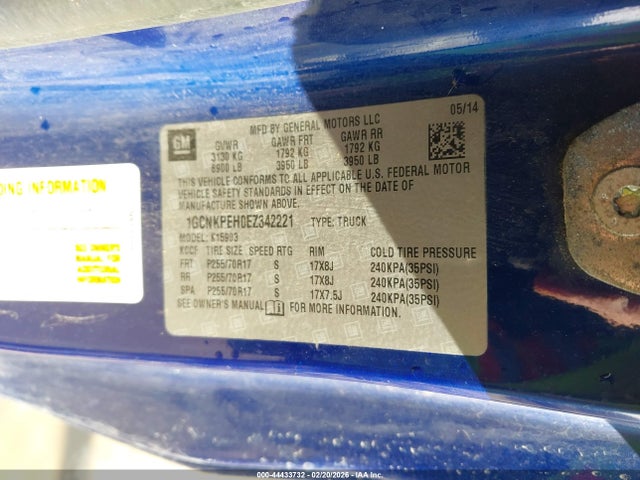 05/14
GM
MFD BY GENERAL MOTORS LLC
GVWR GAWR FRT GAWR RR
3130 KG 1792 KG 1792 KG
6900 LB 3950 LB 3950 LB
THIS VEHICLE CONFORMS TO ALL APPLICABLE U.S. FEDERAL MOTOR
VEHICLE SAFETY STANDARDS IN EFFECT ON THE DATE OF
MANUFACTURE SHOWN ABOVE.
1GCNKPEH0EZ342221 TYPE: TRUCK
MODEL: K15903
KCCF TIRE SIZE SPEED RTG RIM COLD TIRE PRESSURE
FRT P255/70R17 S 17X8J 240KPA(35PSI)
RR P255/70R17 S 17X8J 240KPA(35PSI)
SPA P255/70R17 S 17X7.5J 240KPA(35PSI)
SEE OWNER'S MANUAL FOR MORE INFORMATION.
DING INFORMATION
SEE OWNERS
MANUAL FOR
ADDITIONAL
INFORMATION
000-44433732 - 02/20/2026 - IAA Inc.